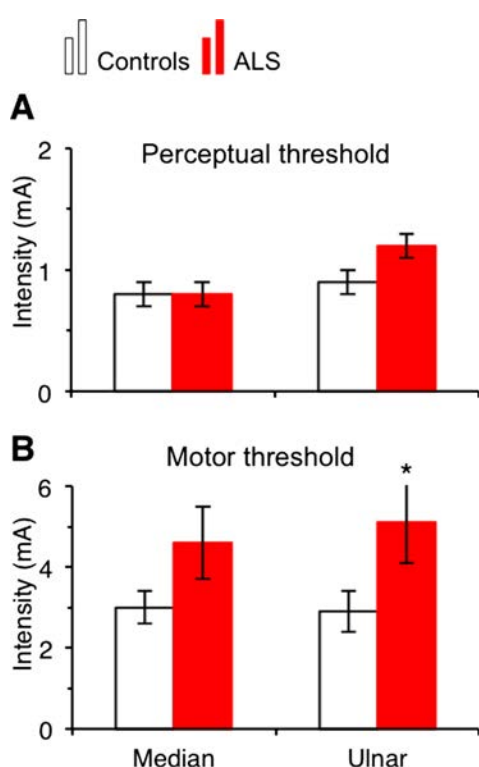 Controls ALS
A
Perceptual threshold
Intensity (mA)
2
1
0
B
Motor threshold
*
Intensity (mA)
6
4
2
0
Median Ulnar